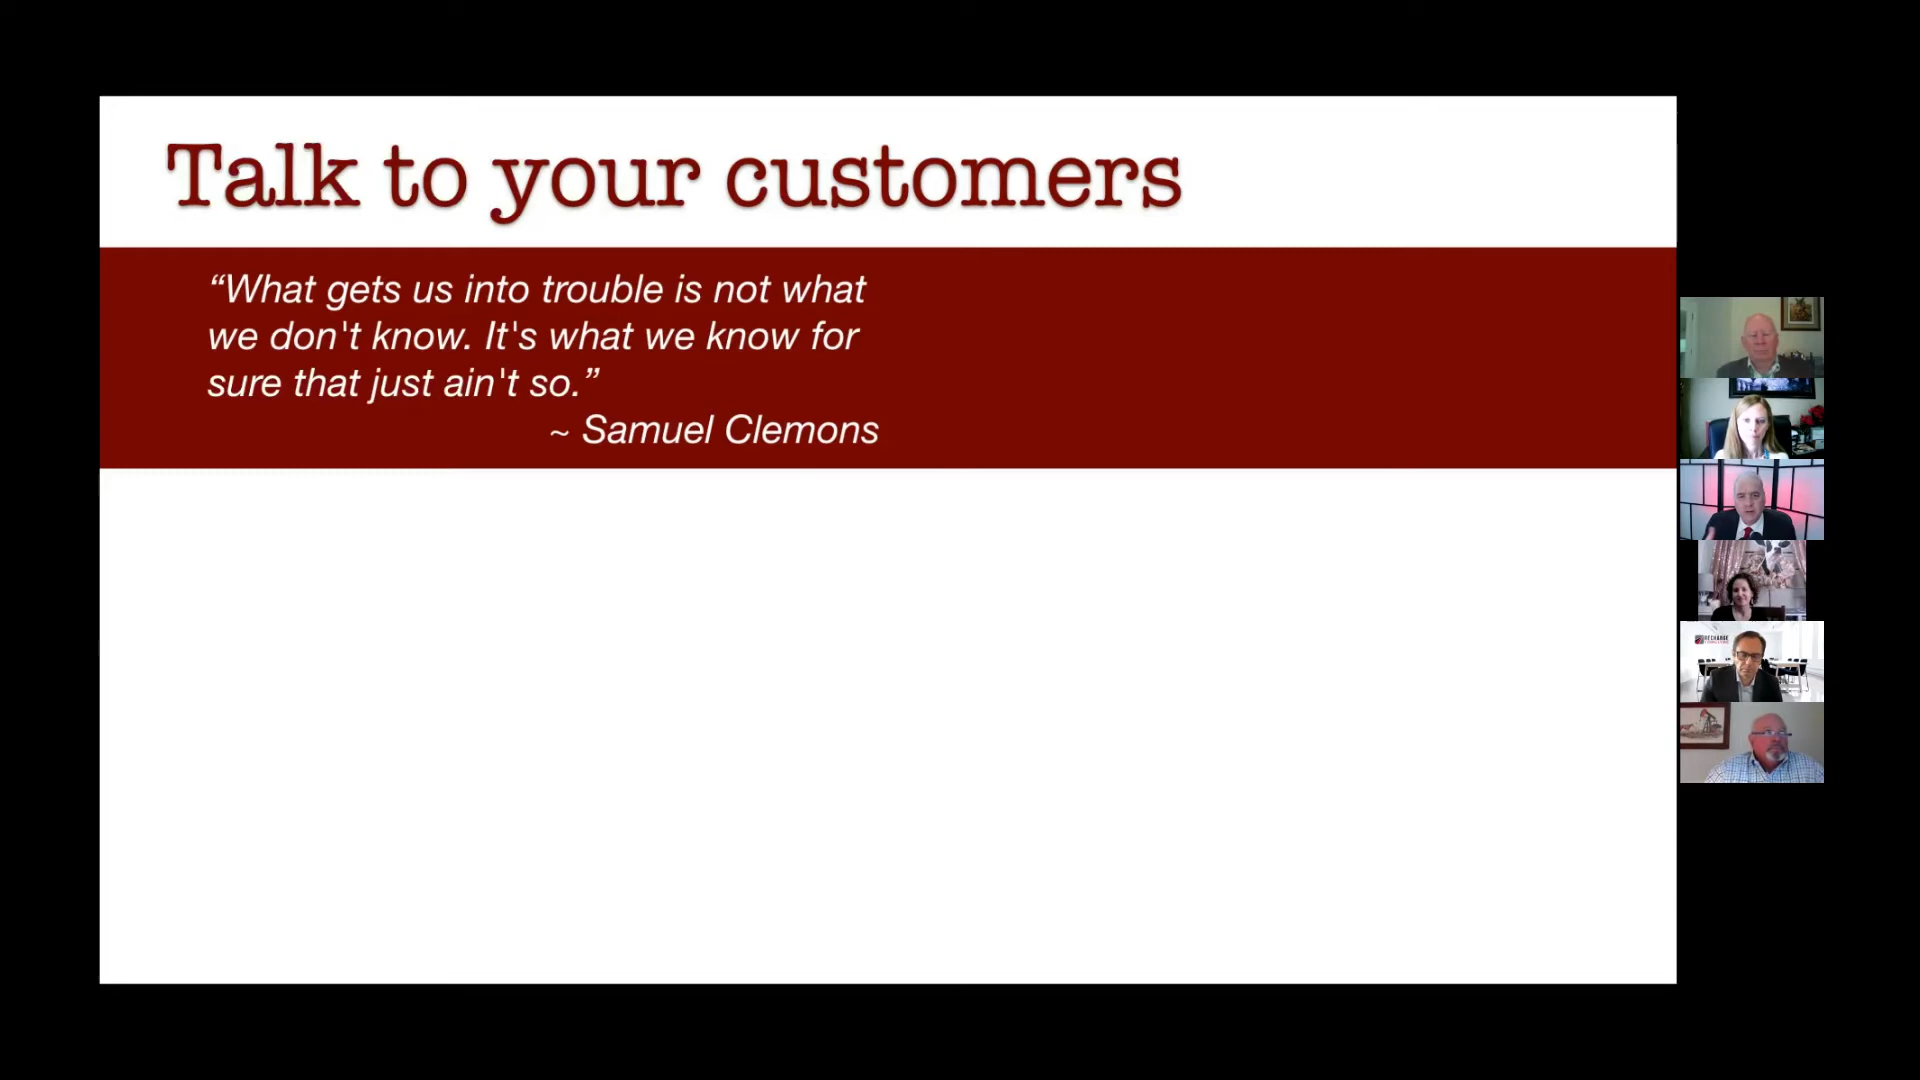 Talk to your customers
“What gets us into trouble is not what
we don't know. It's what we know for
sure that just ain't so.”
~ Samuel Clemons